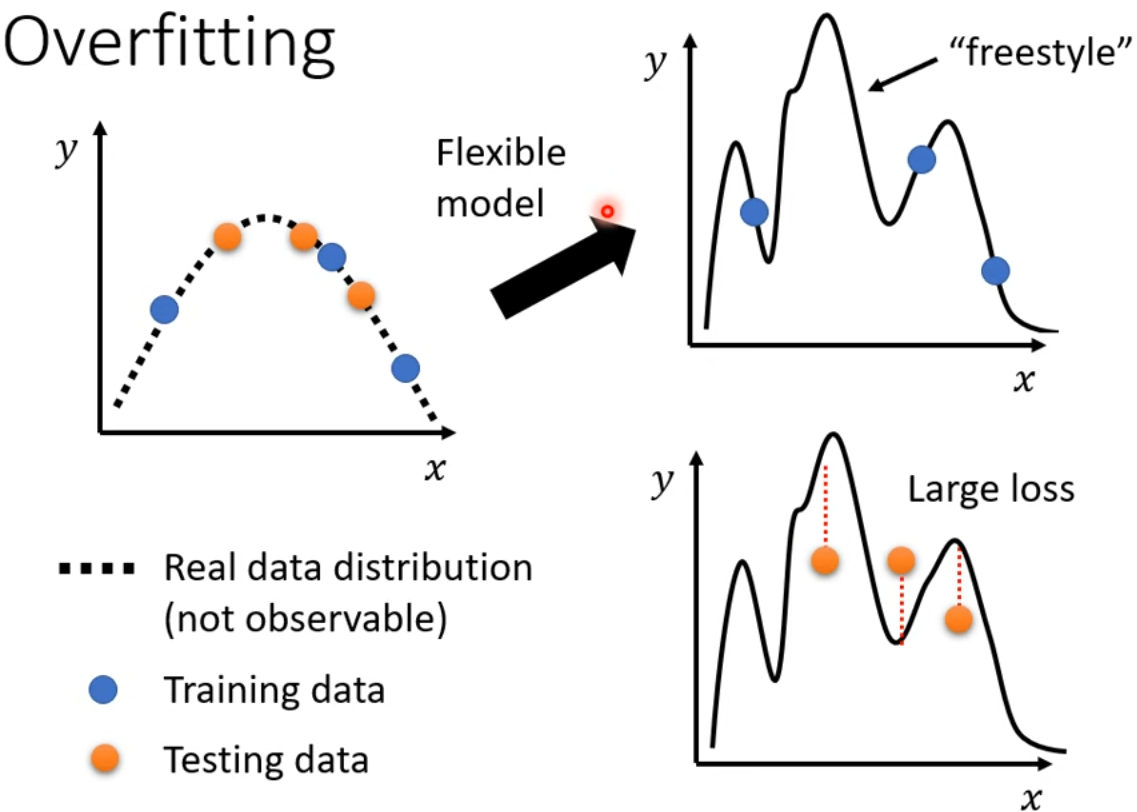 Overfitting
y
x
Flexible
model
y
“freestyle”
x
Real data distribution
(not observable)
Training data
Testing data
y
Large loss
x